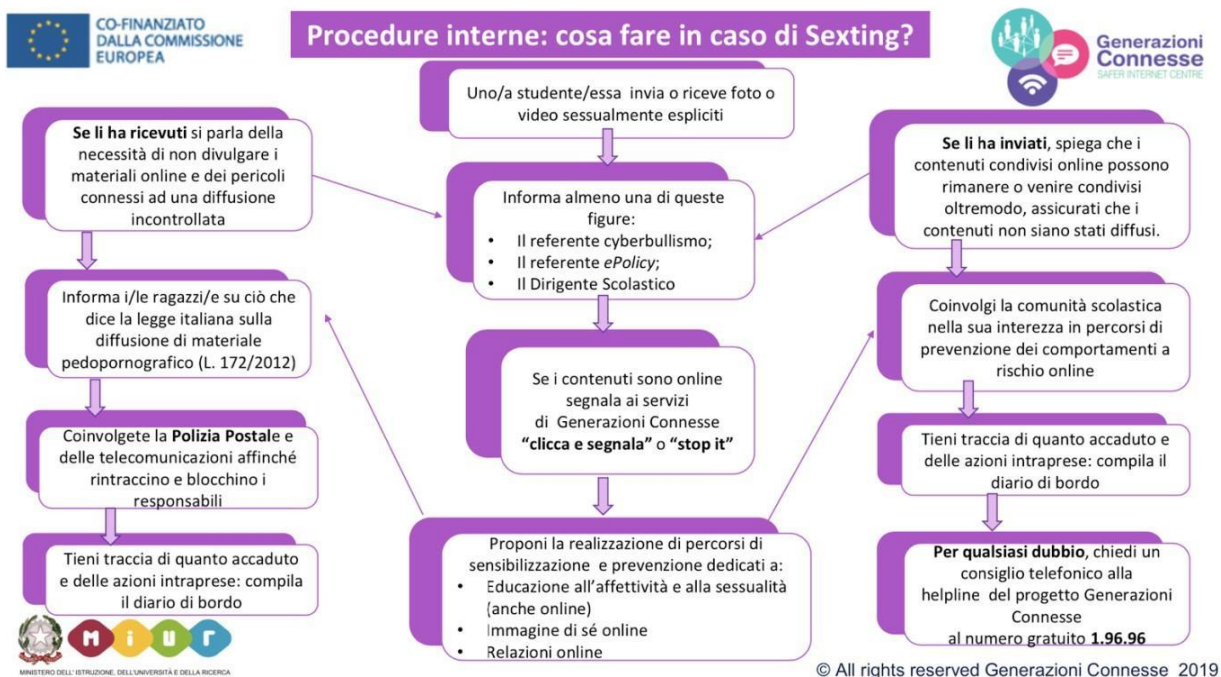 CO-FINANZIATO
DALLA COMMISSIONE
EUROPEA
Procedure interne: cosa fare in caso di Sexting?
Generazioni
Connesse
SAFER INTERNET CENTRE
Uno/a studente/essa invia o riceve foto o
video sessualmente espliciti
Se li ha ricevuti si parla della
necessità di non divulgare i
materiali online e dei pericoli
connessi ad una diffusione
incontrollata
Informa i/le ragazzi/e su ciò che
dice la legge italiana sulla
diffusione di materiale
pedopornografico (L. 172/2012)
Coinvolgete la Polizia Postale e
delle telecomunicazioni affinché
rintraccino e blocchino i
responsabili
Tieni traccia di quanto accaduto
e delle azioni intraprese: compila
il diario di bordo
Informa almeno una di queste
figure:
• Il referente cyberbullismo;
• Il referente ePolicy;
• Il Dirigente Scolastico
Se i contenuti sono online
segnala ai servizi
di Generazioni Connesse
“clicca e segnala” o “stop it”
Proponi la realizzazione di percorsi di
sensibilizzazione e prevenzione dedicati a:
• Educazione all’affettività e alla sessualità
(anche online)
• Immagine di sé online
• Relazioni online
Se li ha inviati, spiega che i
contenuti condivisi online possono
rimanere o venire condivisi
oltremodo, assicurati che i
contenuti non siano stati diffusi.
Coinvolgi la comunità scolastica
nella sua interezza in percorsi di
prevenzione dei comportamenti a
rischio online
Tieni traccia di quanto accaduto e
delle azioni intraprese: compila il
diario di bordo
Per qualsiasi dubbio, chiedi un
consiglio telefonico alla
helpline del progetto Generazioni
Connesse
al numero gratuito 1.96.96
MIUR
MINISTERO DELL' ISTRUZIONE, DELL'UNIVERSITÀ E DELLA RICERCA
© All rights reserved Generazioni Connesse 2019